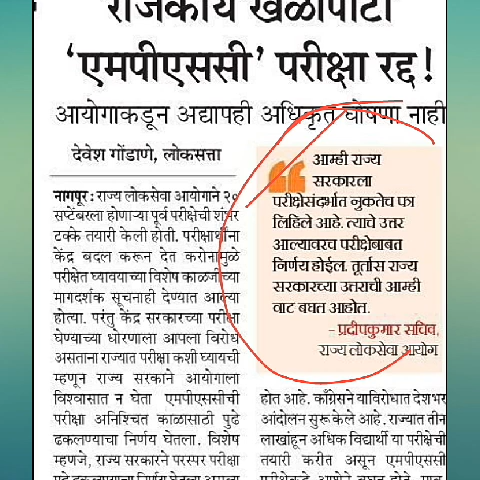 राजकीय खेळीपोटी
‘एमपीएससी’ परीक्षा रद्द!
आयोगाकडून अद्यापही अधिकृत घोषणा नाही
देवेश गोंडाणे, लोकसत्ता
नागपूर : राज्य लोकसेवा आयोगाने २०
सप्टेंबरला होणाऱ्या पूर्व परीक्षेची शंभर
टक्के तयारी केली होती. परीक्षार्थींना
केंद्र बदल करून देत करोनामुळे
परीक्षेत घ्यावयाच्या विशेष काळजीच्या
मार्गदर्शक सूचनाही देण्यात आल्या
होत्या. परंतु केंद्र सरकारच्या परीक्षा
घेण्याच्या धोरणाला आपला विरोध
असताना राज्यात परीक्षा कशी घ्यायची
म्हणून राज्य सरकाने आयोगाला
विश्वासात न घेता एमपीएससीची
परीक्षा अनिश्चित काळासाठी पुढे
ढकलण्याचा निर्णय घेतला. विशेष
म्हणजे, राज्य सरकारने परस्पर परीक्षा
आम्ही राज्य
सरकारला
परीक्षेसंदर्भात नुकतेच पत्र
लिहिले आहे. त्याचे उत्तर
आल्यावरच परीक्षेबाबत
निर्णय होईल. तूर्तास राज्य
सरकारच्या उत्तराची आम्ही
वाट बघत आहोत.
– प्रदीपकुमार सचिव,
राज्य लोकसेवा आयोग
होत आहे. काँग्रेसने याविरोधात देशभर
आंदोलन सुरू केले आहे. राज्यात तीन
लाखांहून अधिक विद्यार्थी या परीक्षेची
तयारी करीत असून एमपीएससी